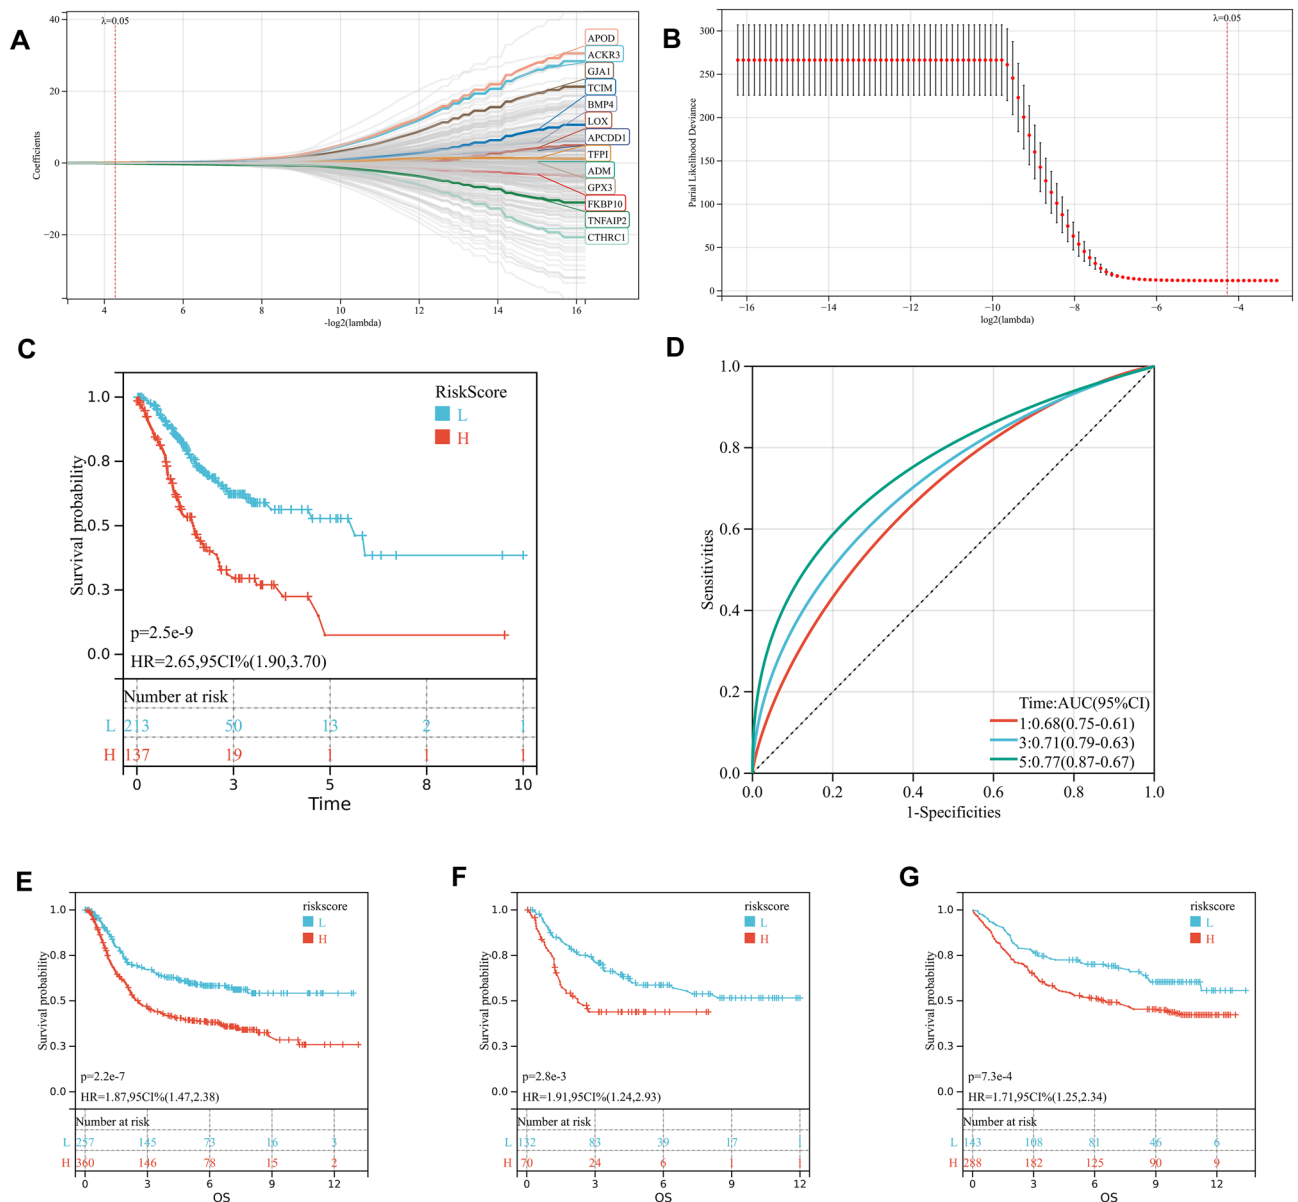 A
λ=0.05
40
20
0
−20
Coefficients
4
6
8
10
12
14
16
-log2(lambda)
APOD
ACKR3
GJA1
TCIM
BMP4
LOX
APCDD1
TFPI
ADM
GPX3
FKBP10
TNFAIP2
CTHRC1
B
λ=0.05
300
250
200
150
100
50
0
Parial Likelihood Deviance
−16
−14
−12
−10
−8
−6
−4
log2(lambda)
C
RiskScore
L
H
1.0
0.8
0.5
0.3
0.0
Survival probability
p=2.5e-9
HR=2.65,95CI%(1.90,3.70)
Number at risk
L 213 50 13 2 1
H 137 19 1 1 1
0 3 5 8 10
Time
D
1.0
0.8
0.6
0.4
0.2
0.0
Sensitivities
Time:AUC(95%CI)
1:0.68(0.75-0.61)
3:0.71(0.79-0.63)
5:0.77(0.87-0.67)
0.0 0.2 0.4 0.6 0.8 1.0
1-Specificities
E
riskscore
L
H
1.0
0.8
0.5
0.3
0.0
Survival probability
p=2.2e-7
HR=1.87,95CI%(1.47,2.38)
Number at risk
L 257 145 73 16 3
H 360 146 78 15 2
0 3 6 9 12
OS
F
riskscore
L
H
1.0
0.8
0.5
0.3
0.0
Survival probability
p=2.8e-3
HR=1.91,95CI%(1.24,2.93)
Number at risk
L 132 83 39 17 1
H 70 24 6 1 1
0 3 6 9 12
OS
G
riskscore
L
H
1.0
0.8
0.5
0.3
0.0
Survival probability
p=7.3e-4
HR=1.71,95CI%(1.25,2.34)
Number at risk
L 143 108 81 46 6
H 288 182 125 90 9
0 3 6 9 12
OS